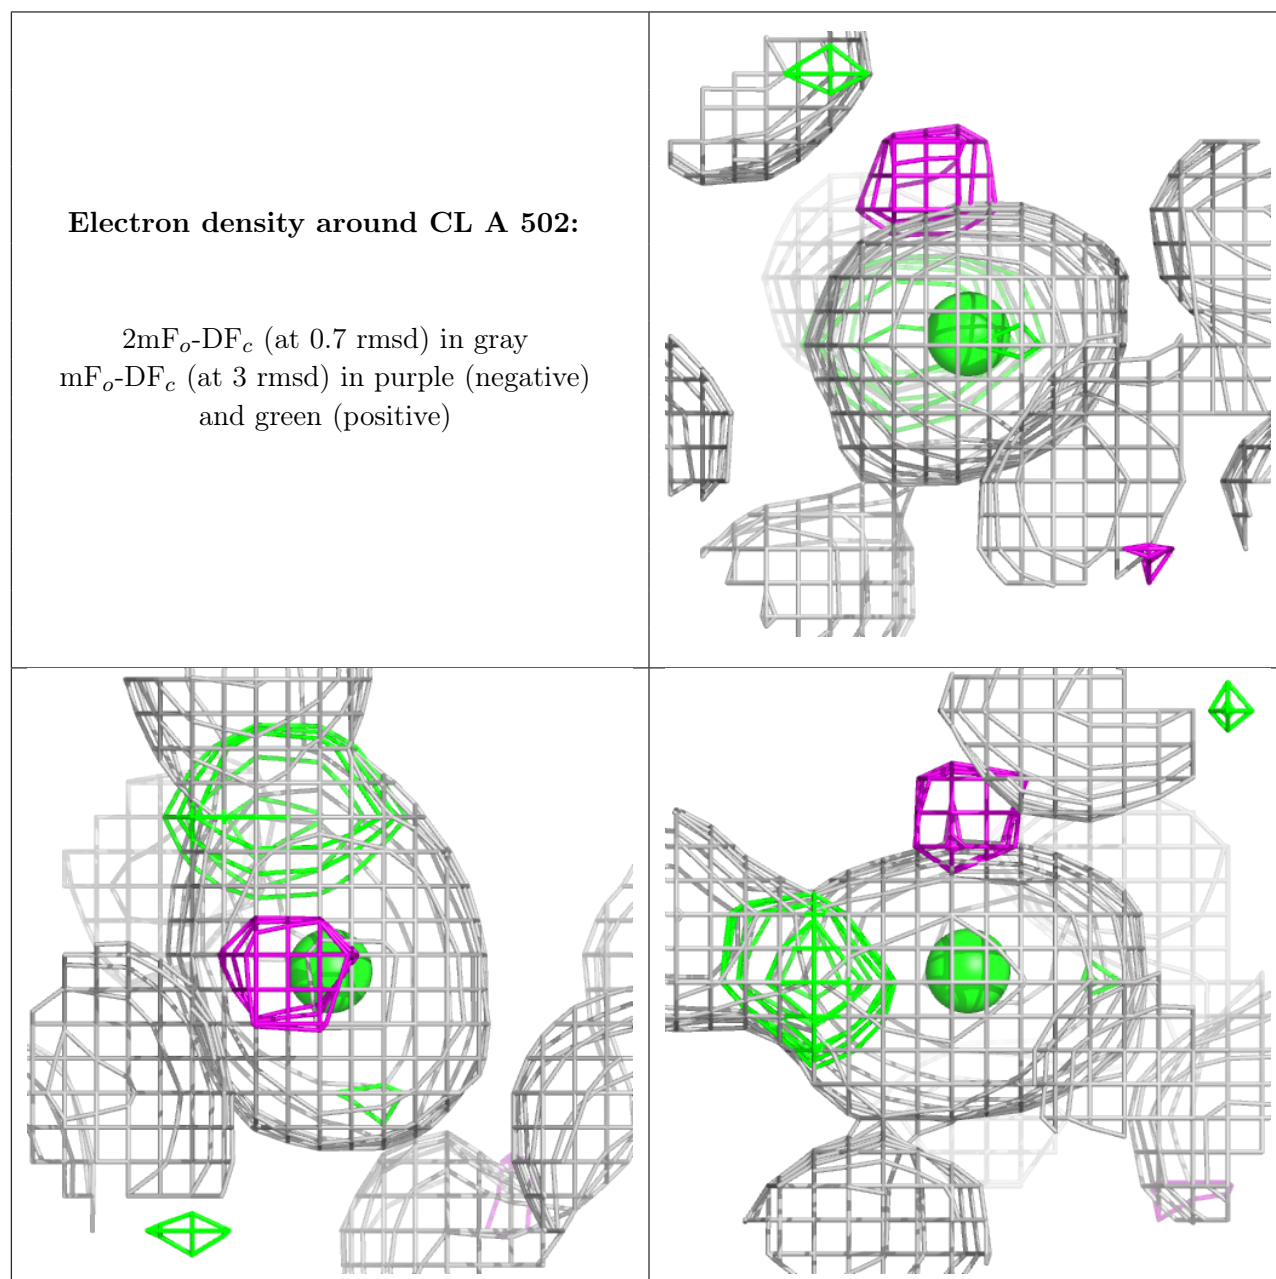 Electron density around CL A 502:
2mFo-DFc (at 0.7 rmsd) in gray
mFo-DFc (at 3 rmsd) in purple (negative)
and green (positive)